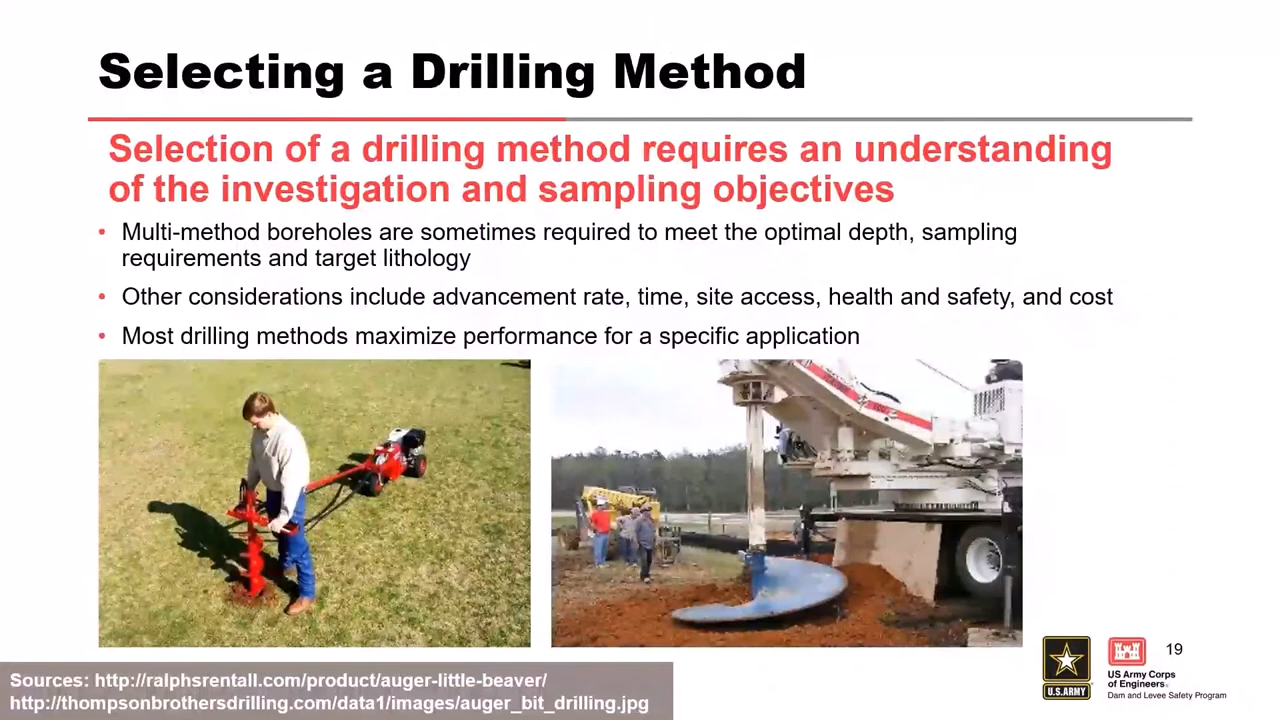 Selecting a Drilling Method
Selection of a drilling method requires an understanding
of the investigation and sampling objectives
• Multi-method boreholes are sometimes required to meet the optimal depth, sampling
requirements and target lithology
• Other considerations include advancement rate, time, site access, health and safety, and cost
• Most drilling methods maximize performance for a specific application
19
U.S.ARMY
US Army Corps
of Engineers®
Dam and Levee Safety Program
Sources: http://ralphsrentall.com/product/auger-little-beaver/
http://thompsonbrothersdrilling.com/data1/images/auger_bit_drilling.jpg